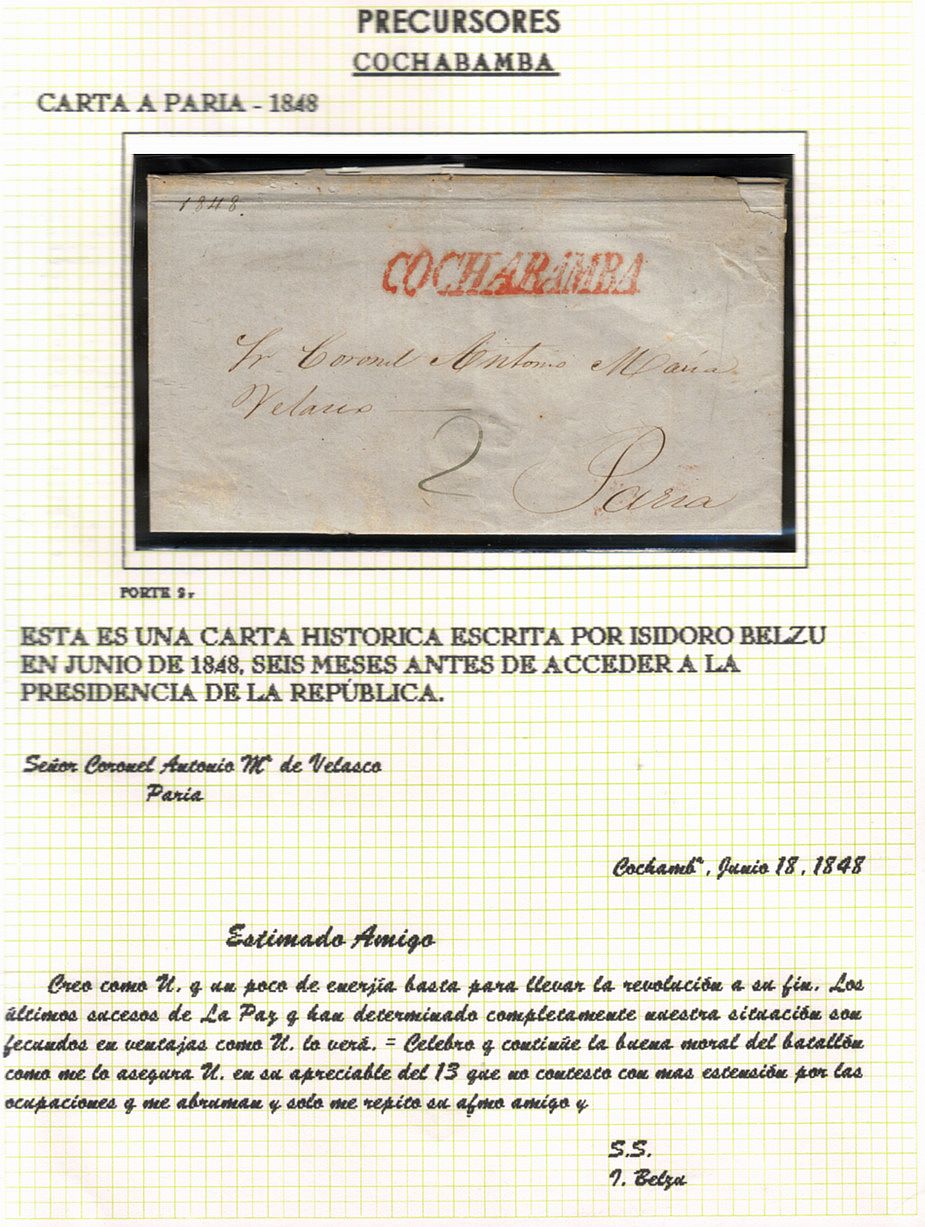 PRECURSORES
COCHABAMBA
CARTA A PARIA - 1848
1848.
COCHABAMBA
Sr Coronel Antonio Maria
Velasco
2 Paria
PORTE 2r
ESTA ES UNA CARTA HISTORICA ESCRITA POR ISIDORO BELZU
EN JUNIO DE 1848, SEIS MESES ANTES DE ACCEDER A LA
PRESIDENCIA DE LA REPÚBLICA.
Señor Coronel Antonio Mª de Velasco
Paria
Cochambª, Junio 18, 1848
Estimado Amigo
Creo como U. q un poco de enerjía basta para llevar la revolución a su fin. Los
últimos sucesos de La Paz q han determinado completamente nuestra situación son
fecundos en ventajas como U. lo verá. = Celebro q continúe la buena moral del batallón
como me lo asegura U. en su apreciable del 13 que no contesto con mas estensión por las
ocupaciones q me abruman y solo me repito su afmo amigo y
S.S.
I. Belzu